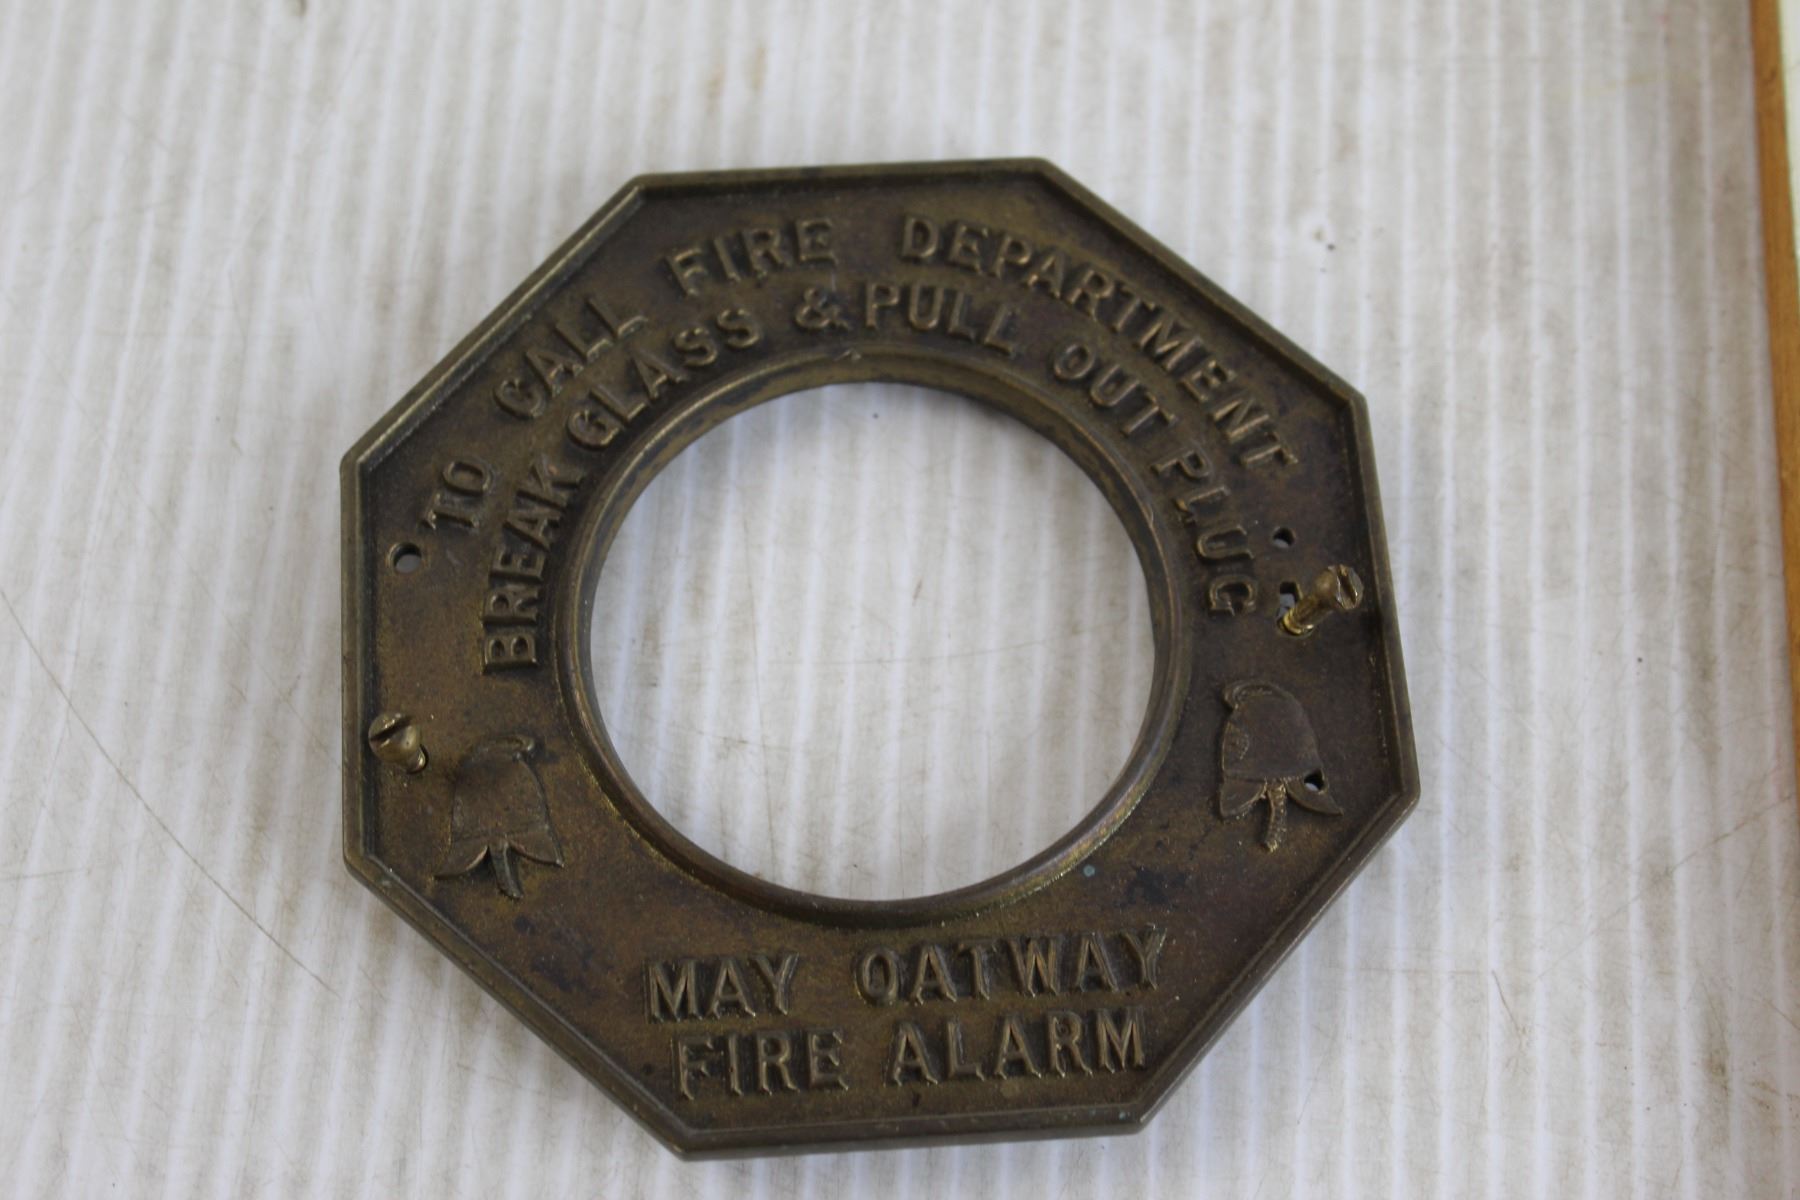 TO CALL FIRE DEPARTMENT
BREAK GLASS & PULL OUT PLUG
MAY OATWAY
FIRE ALARM